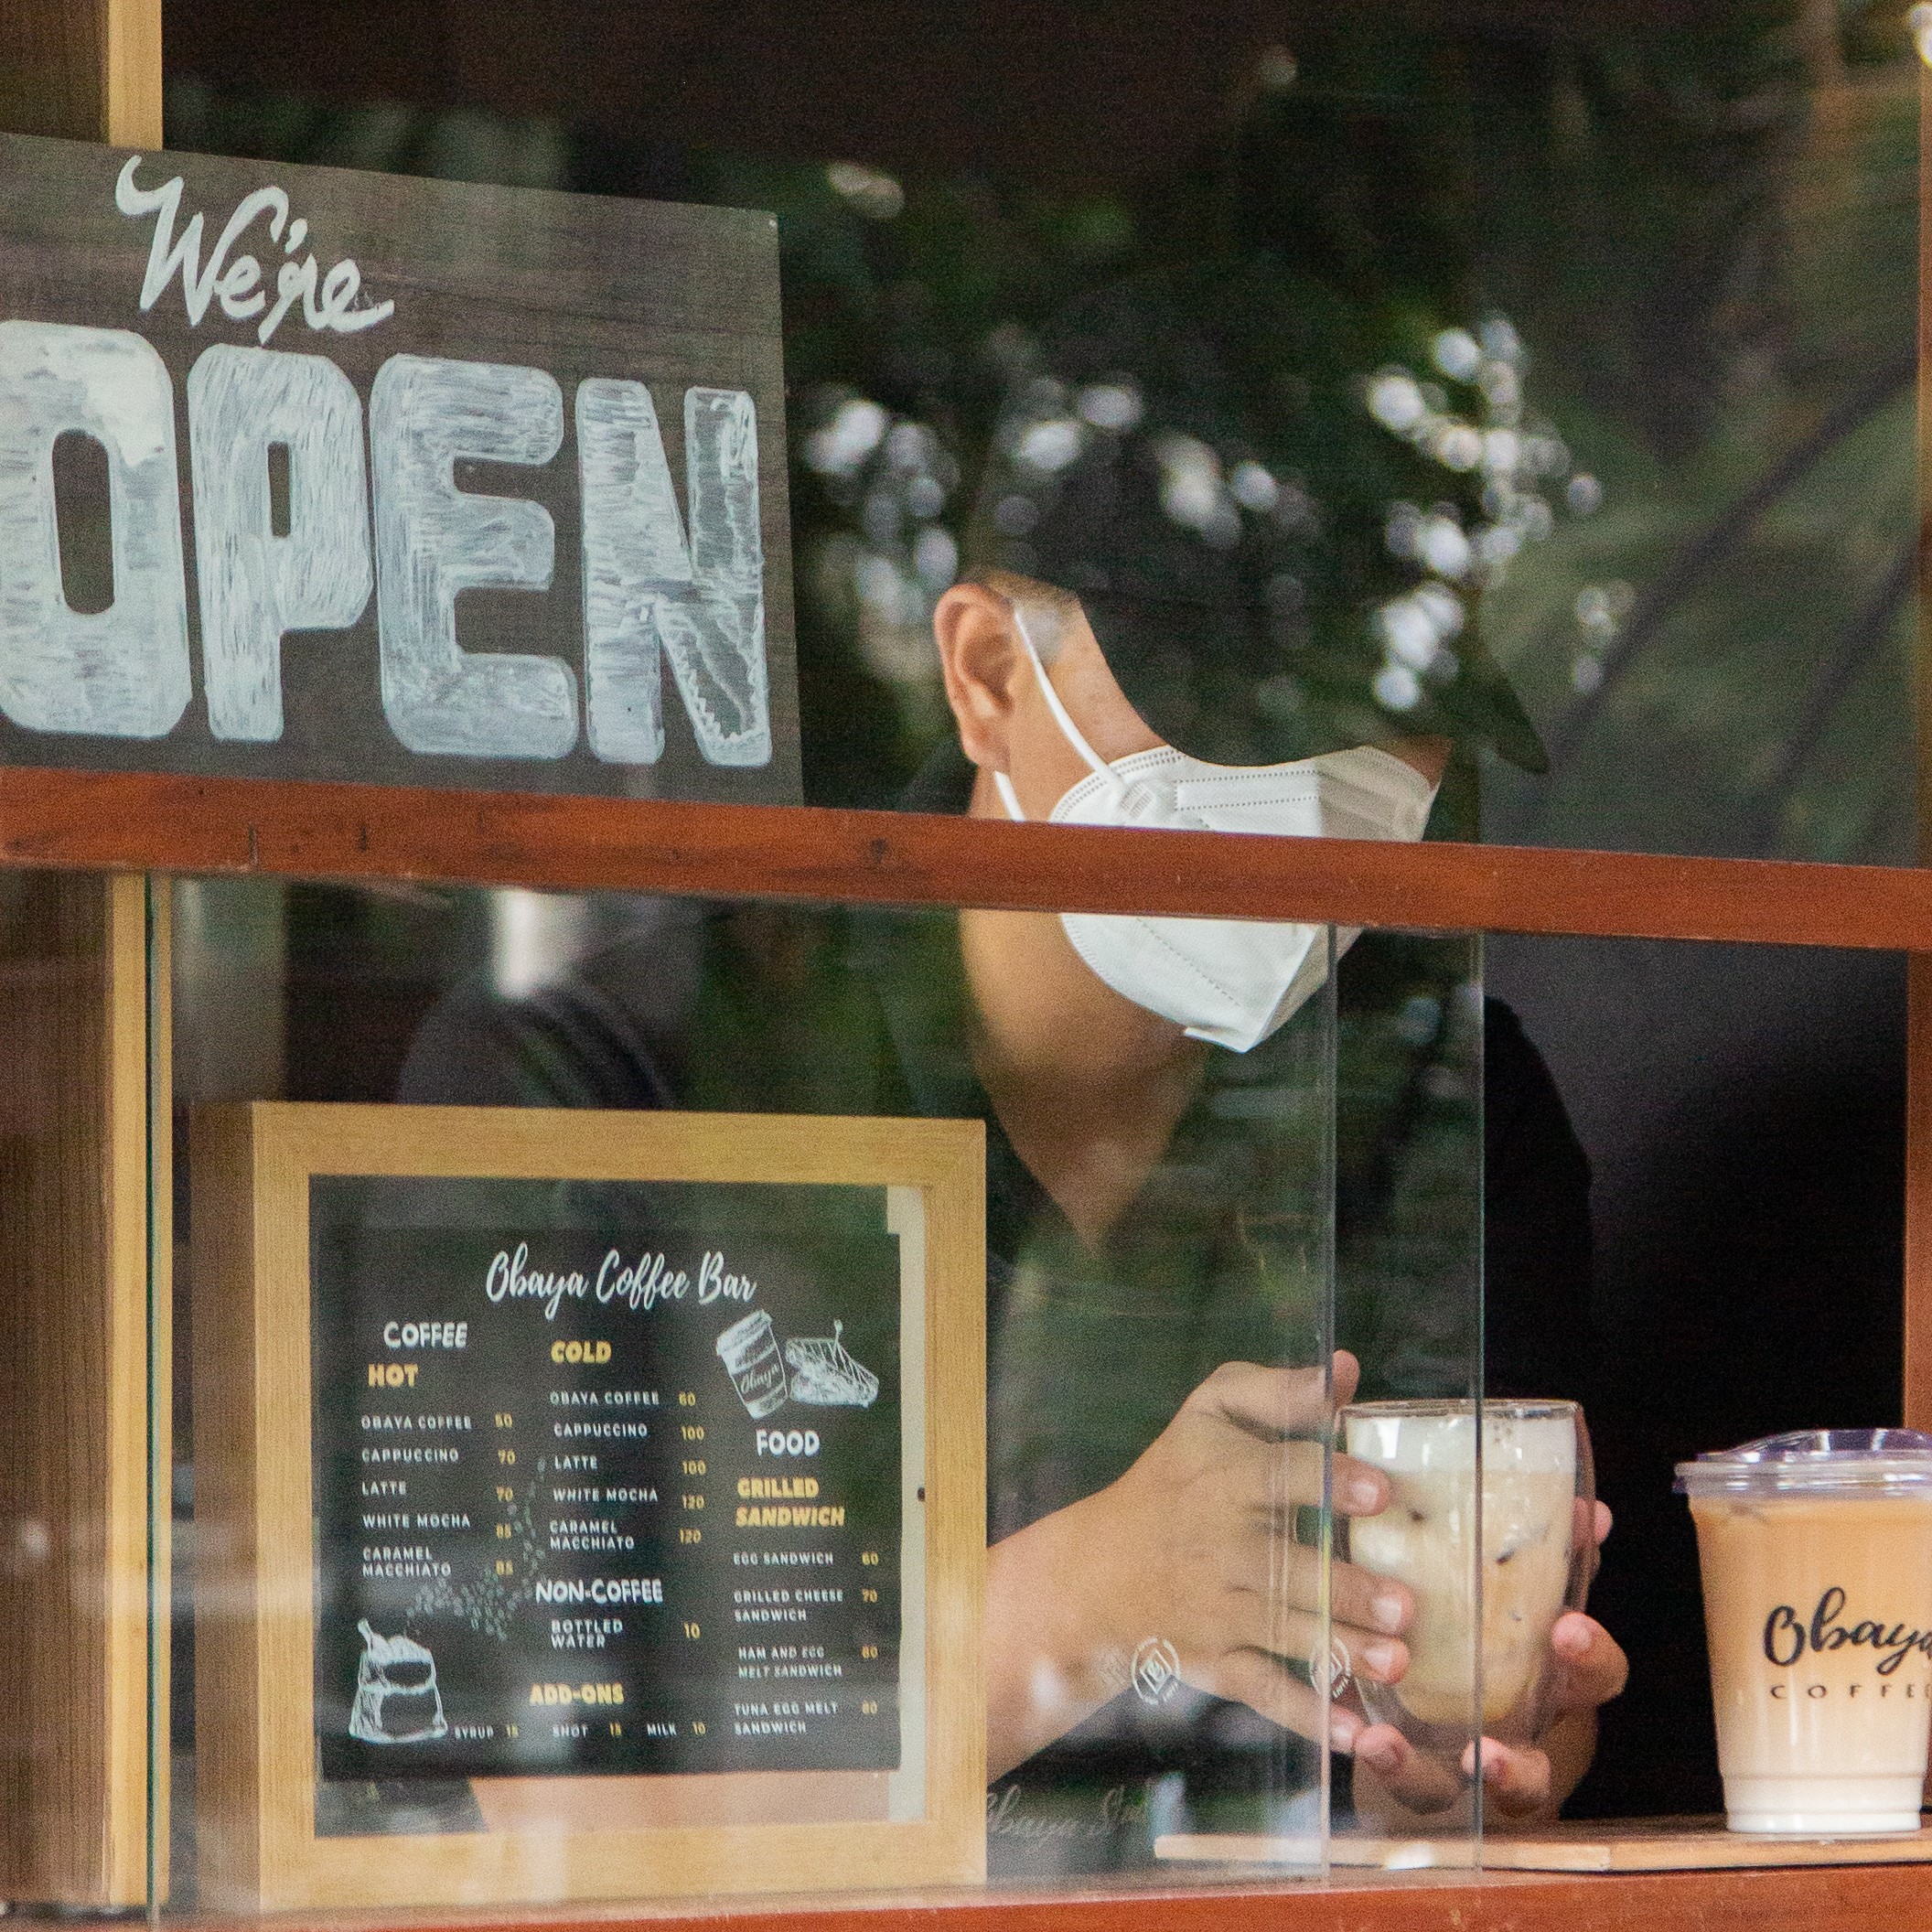 We're
OPEN
Obaya Coffee Bar
COFFEE
HOT
OBAYA COFFEE 50
CAPPUCCINO 70
LATTE 70
WHITE MOCHA 85
CARAMEL
MACCHIATO 85
COLD
OBAYA COFFEE 60
CAPPUCCINO 100
LATTE 100
WHITE MOCHA 120
CARAMEL
MACCHIATO 120
NON-COFFEE
BOTTLED
WATER 10
ADD-ONS
SYRUP 15 SHOT 15 MILK 10
Obaya
FOOD
GRILLED
SANDWICH
EGG SANDWICH 60
GRILLED CHEESE
SANDWICH 70
HAM AND EGG
MELT SANDWICH 80
TUNA EGG MELT
SANDWICH 80
Obaya
COFFEE